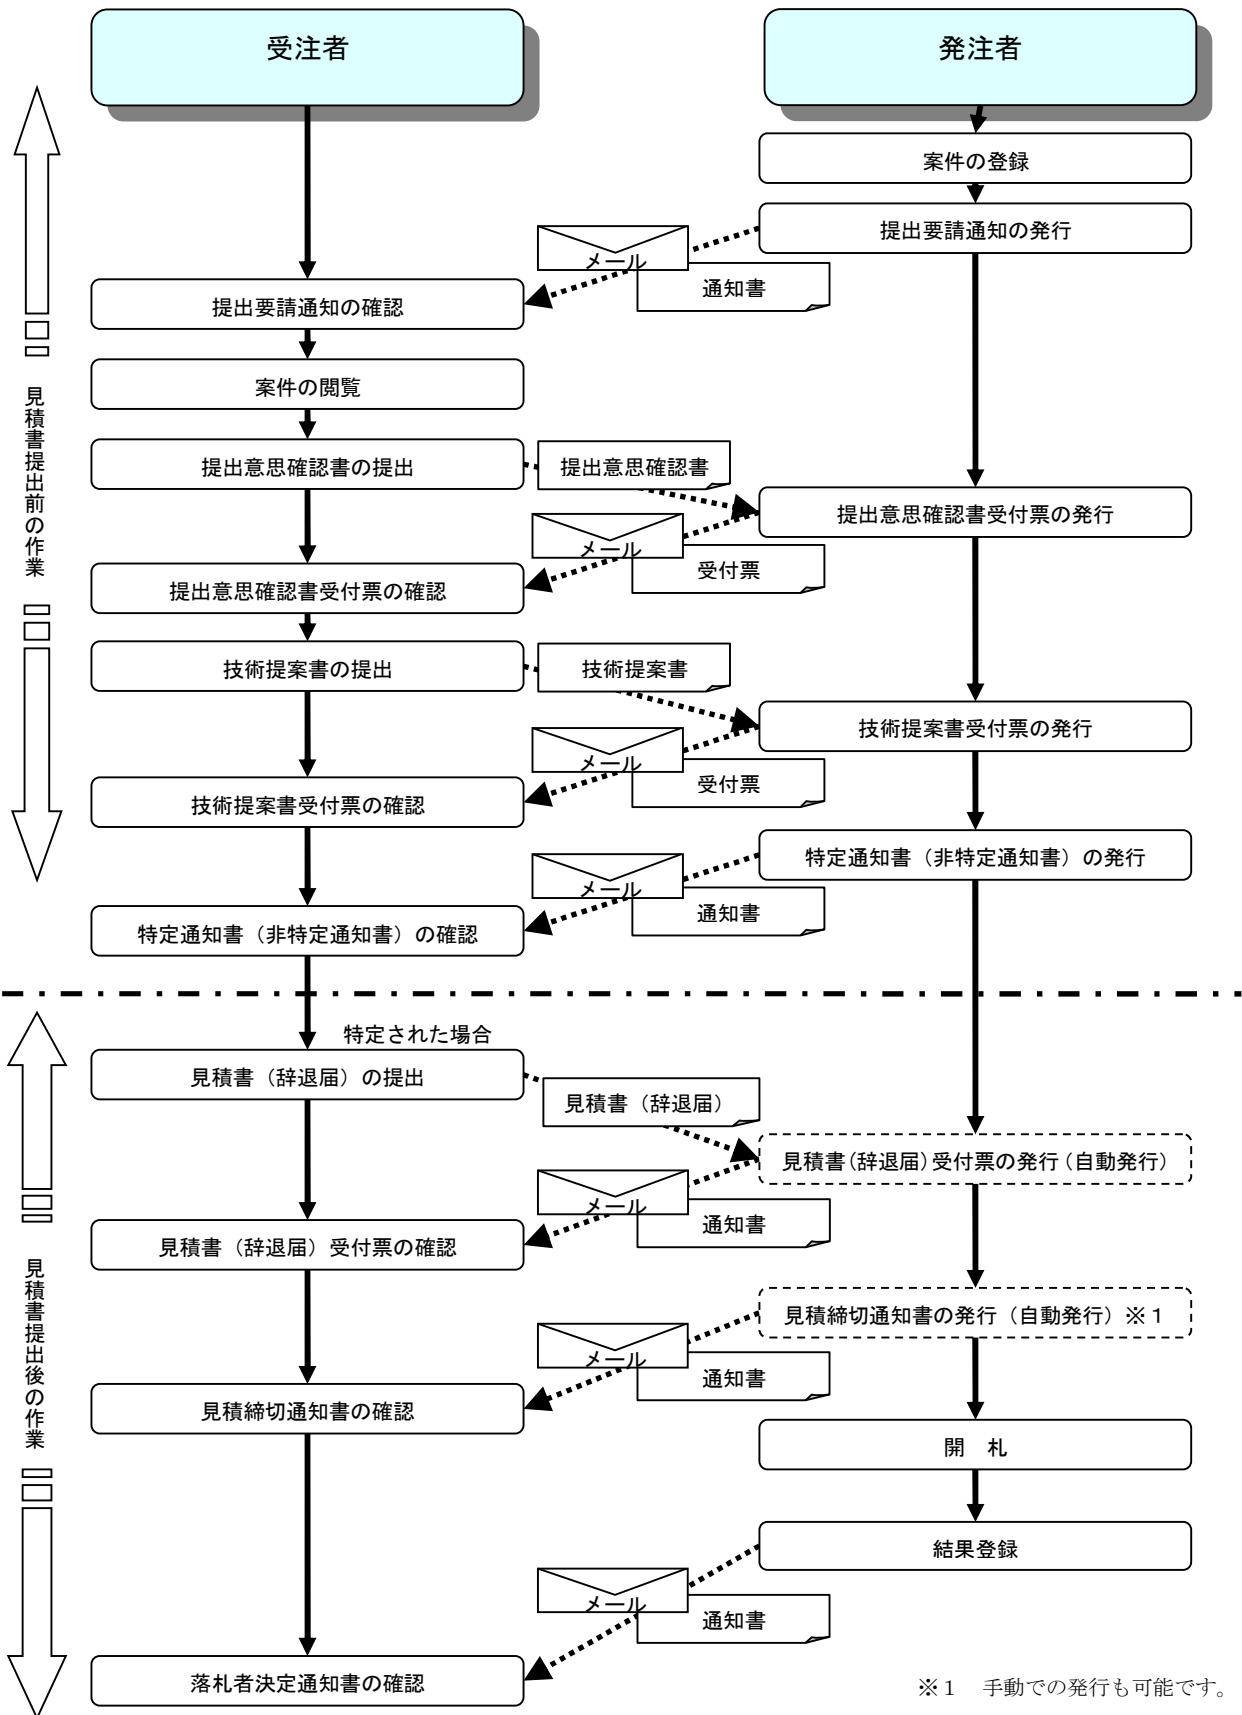 受注者
発注者
案件の登録
提出要請通知の発行
メール
通知書
提出要請通知の確認
案件の閲覧
見積書提出前の作業
提出意思確認書の提出
提出意思確認書
提出意思確認書受付票の発行
メール
受付票
提出意思確認書受付票の確認
技術提案書の提出
技術提案書
技術提案書受付票の発行
メール
受付票
技術提案書受付票の確認
特定通知書（非特定通知書）の発行
メール
通知書
特定通知書（非特定通知書）の確認
特定された場合
見積書（辞退届）の提出
見積書（辞退届）
見積書(辞退届)受付票の発行(自動発行)
メール
通知書
見積書（辞退届）受付票の確認
見積書提出後の作業
見積締切通知書の発行（自動発行）※１
メール
通知書
見積締切通知書の確認
開　札
結果登録
メール
通知書
落札者決定通知書の確認
※１　手動での発行も可能です。